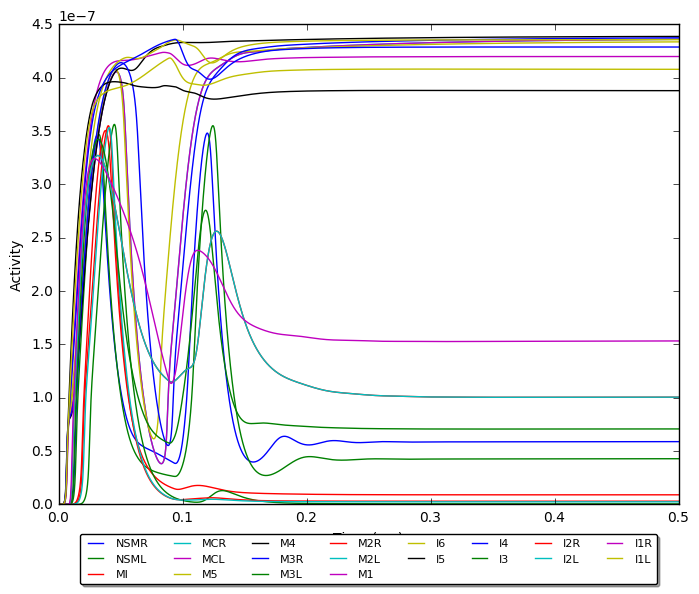 1e−7
4.5
4.0
3.5
3.0
2.5
2.0
1.5
1.0
0.5
0.0
Activity
0.0 0.1 0.2 0.3 0.4 0.5
NSMR MCR M4 M2R I6 I4 I2R I1R
NSML MCL M3R M2L I5 I3 I2L I1L
MI M5 M3L M1